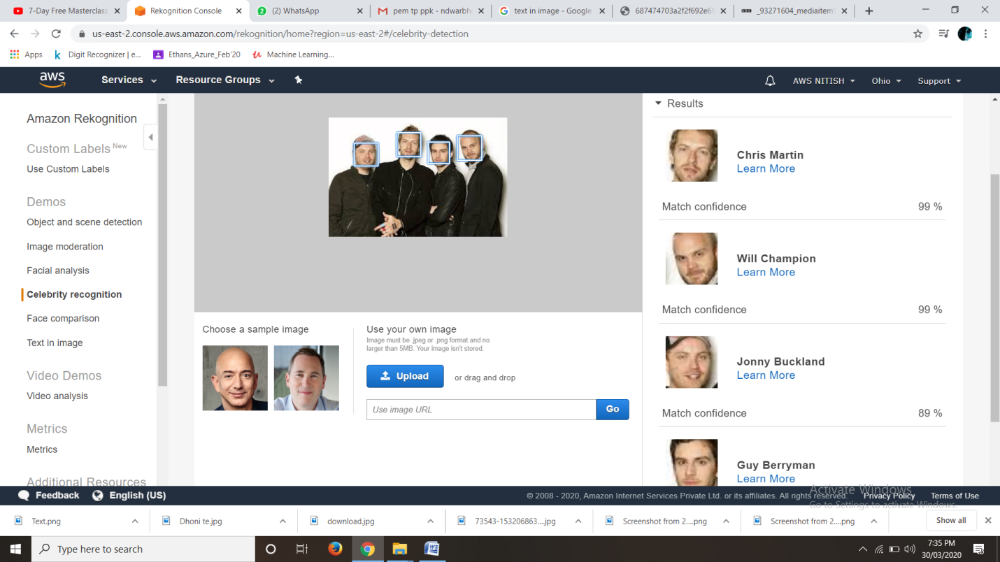 7-Day Free Masterclass
Rekognition Console
(2) WhatsApp
pem tp ppk - ndwarbh
text in image - Google
687474703a2f2f692e69
BBC _93271604_mediaitem
us-east-2.console.aws.amazon.com/rekognition/home?region=us-east-2#/celebrity-detection
Apps
Digit Recognizer | e...
Ethans_Azure_Feb'20
Machine Learning...
aws
Services
Resource Groups
AWS NITISH
Ohio
Support
Amazon Rekognition
Custom Labels New
Use Custom Labels
Demos
Object and scene detection
Image moderation
Facial analysis
Celebrity recognition
Face comparison
Text in image
Video Demos
Video analysis
Metrics
Metrics
Additional Resources
Choose a sample image
Use your own image
Image must be .jpeg or .png format and no
larger than 5MB. Your image isn't stored.
Upload
or drag and drop
Use image URL
Go
Results
Chris Martin
Learn More
Match confidence 99 %
Will Champion
Learn More
Match confidence 99 %
Jonny Buckland
Learn More
Match confidence 89 %
Guy Berryman
Learn More
Activate Windows
Go to Settings to activate Windows.
Feedback
English (US)
© 2008 - 2020, Amazon Internet Services Private Ltd. or its affiliates. All rights reserved.
Privacy Policy
Terms of Use
Text.png
Dhoni te.jpg
download.jpg
73543-153206863....jpg
Screenshot from 2....png
Screenshot from 2....png
Show all
Type here to search
7:35 PM
30/03/2020